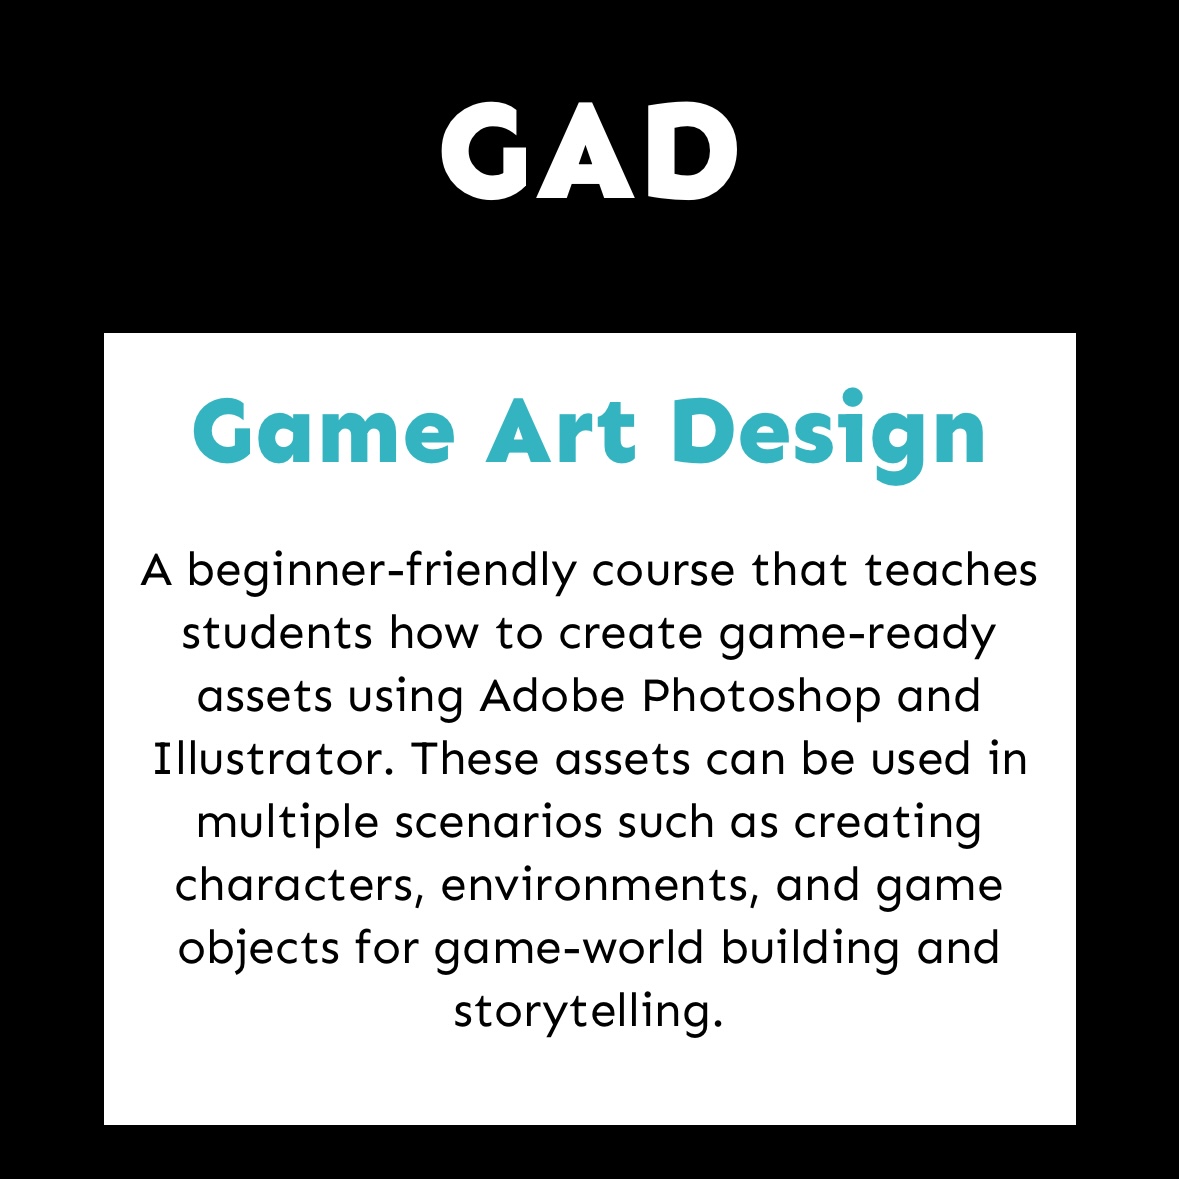 GAD
Game Art Design
A beginner-friendly course that teaches
students how to create game-ready
assets using Adobe Photoshop and
Illustrator. These assets can be used in
multiple scenarios such as creating
characters, environments, and game
objects for game-world building and
storytelling.